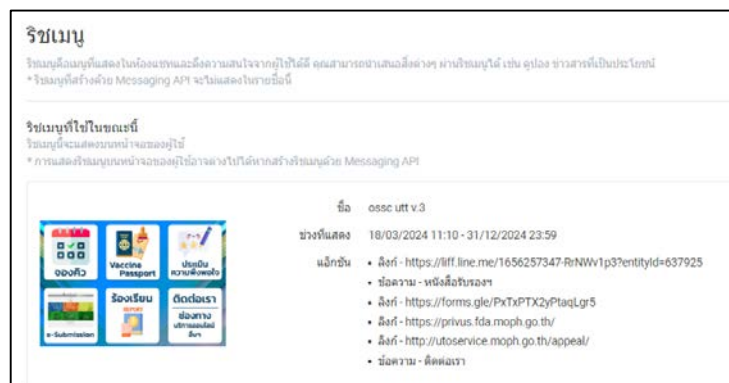 ริชเมนู
ริชเมนูคือเมนูที่แสดงในห้องแชทและดึงความสนใจจากผู้ใช้ได้ดี คุณสามารถนำเสนอสิ่งต่างๆ ผ่านริชเมนูได้ เช่น คูปอง ข่าวสารที่เป็นประโยชน์
* ริชเมนูที่สร้างด้วย Messaging API จะไม่แสดงในรายชื่อนี้
ริชเมนูที่ใช้ในขณะนี้
ริชเมนูนี้จะแสดงบนหน้าจอของผู้ใช้
* การแสดงริชเมนูบนหน้าจอของผู้ใช้อาจต่างไปได้หากสร้างริชเมนูด้วย Messaging API
ชื่อ ossc utt v.3
ช่วงที่แสดง 18/03/2024 11:10 - 31/12/2024 23:59
แอ็กชัน • ลิงก์ - https://liff.line.me/1656257347-RrNWv1p3?entityId=637925
• ข้อความ - หนังสือรับรองฯ
• ลิงก์ - https://forms.gle/PxTxPTX2yPtaqLgr5
• ลิงก์ - https://privus.fda.moph.go.th/
• ลิงก์ - http://utoservice.moph.go.th/appeal/
• ข้อความ - ติดต่อเรา
จองคิว
Vaccine
Passport
ประเมิน
ความพึงพอใจ
e-Submission
ร้องเรียน
ติดต่อเรา
ช่องทาง
บริการออนไลน์
อื่นๆ